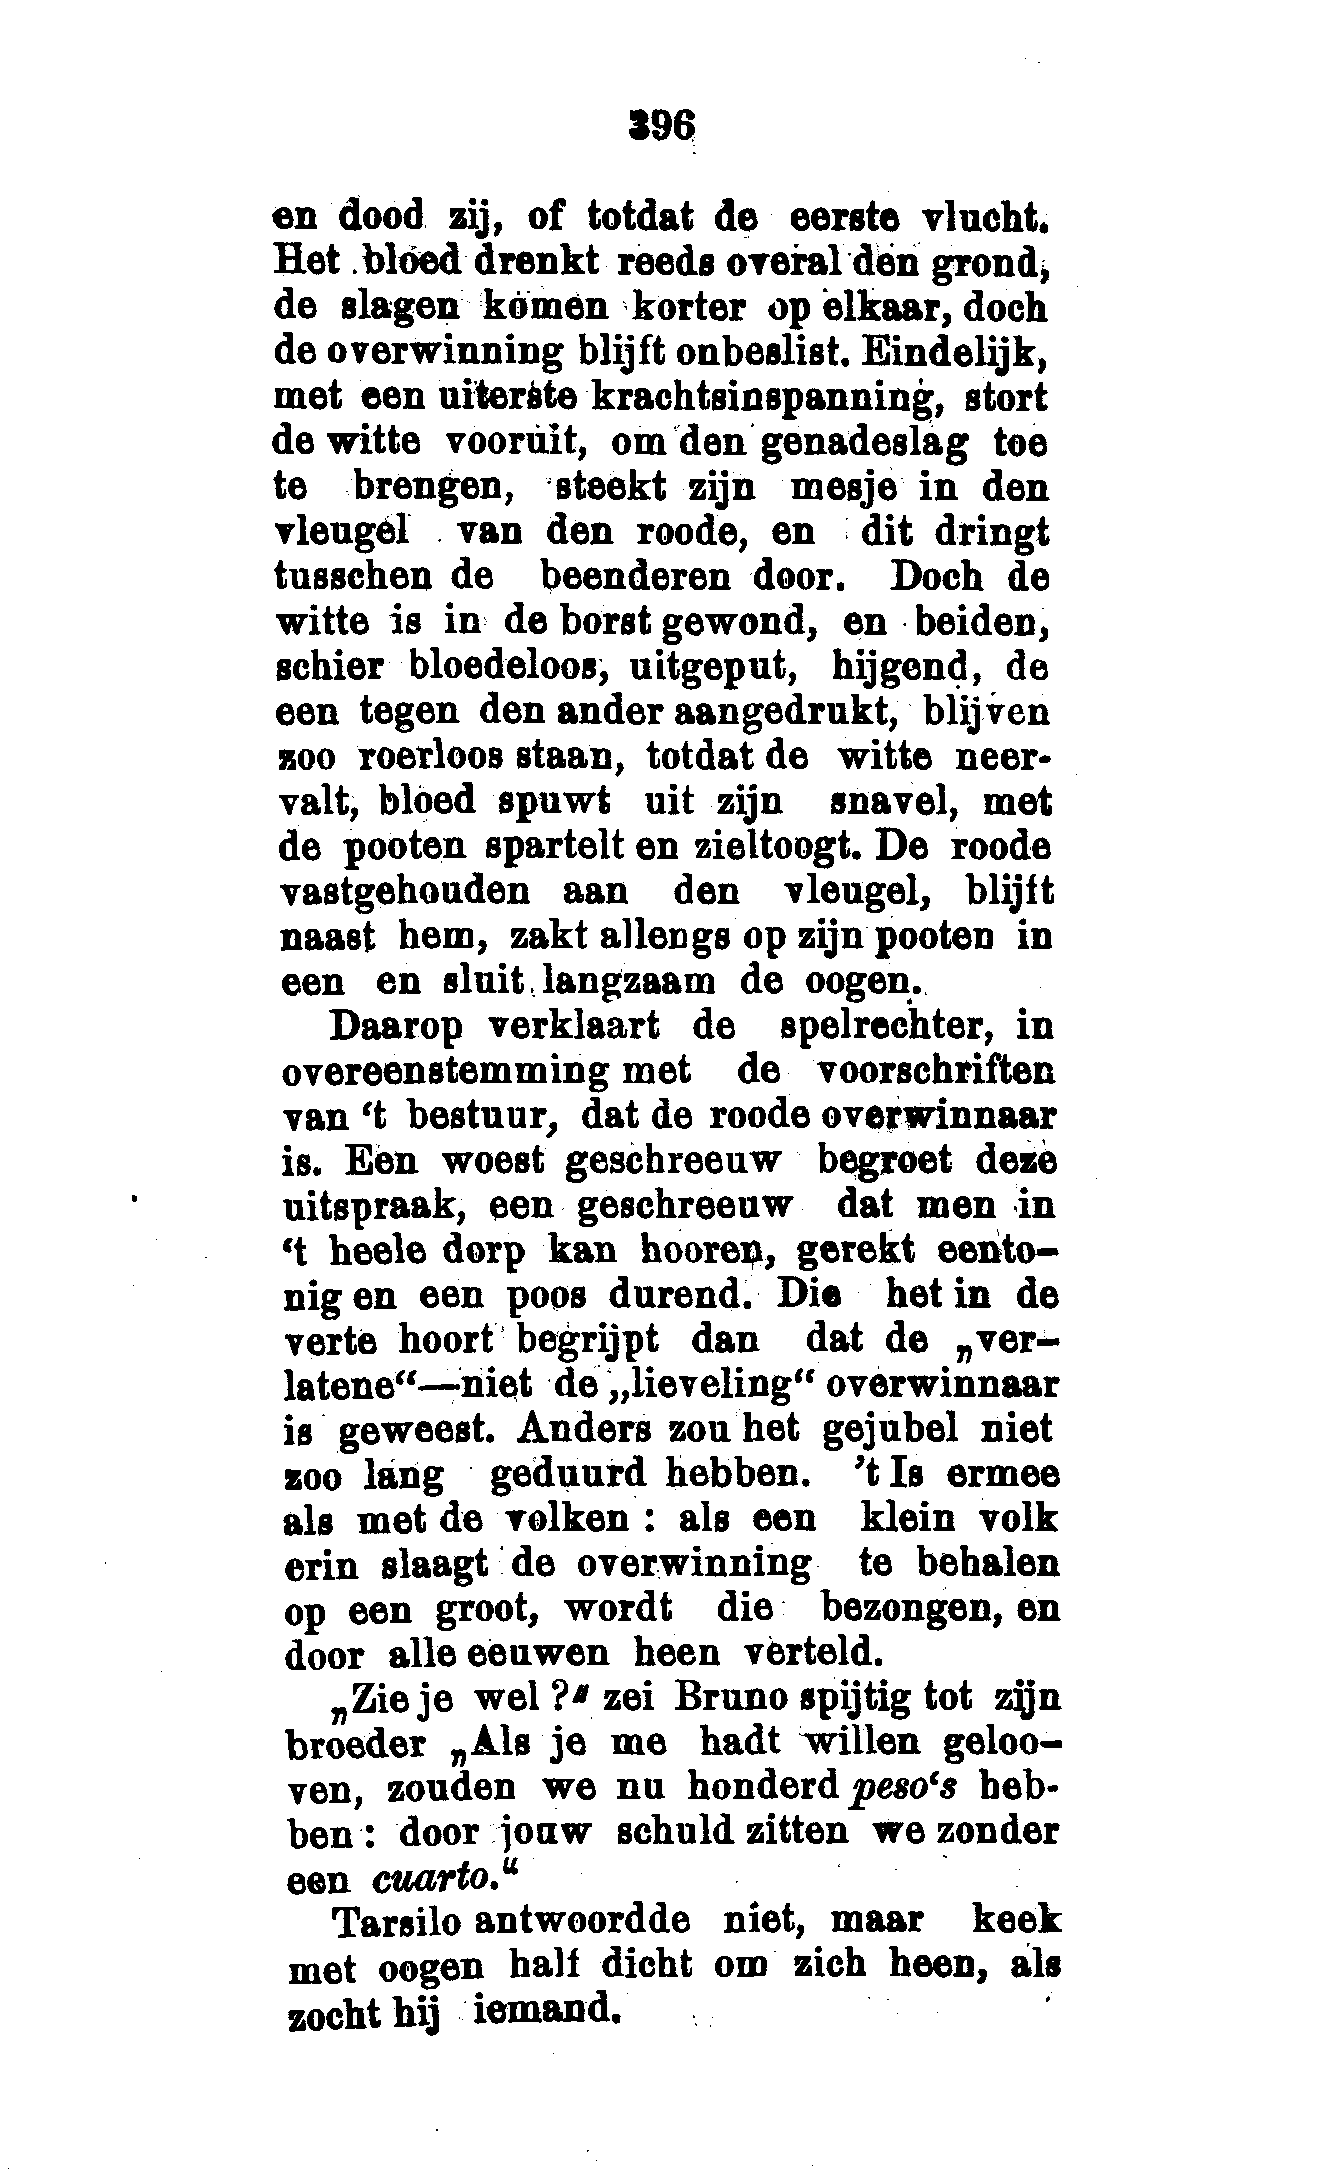 396
en dood zij, of totdat de eerste vlucht.
Het bloed drenkt reeds overal den grond,
de slagen komen korter op elkaar, doch
de overwinning blijft onbeslist. Eindelijk,
met een uiterste krachtsinspanning, stort
de witte vooruit, om den genadeslag toe
te brengen, steekt zijn mesje in den
vleugel van den roode, en dit dringt
tusschen de beenderen door. Doch de
witte is in de borst gewond, en beiden,
schier bloedeloos, uitgeput, hijgend, de
een tegen den ander aangedrukt, blijven
zoo roerloos staan, totdat de witte neer-
valt, bloed spuwt uit zijn snavel, met
de pooten spartelt en zieltoogt. De roode
vastgehouden aan den vleugel, blijft
naast hem, zakt allengs op zijn pooten in
een en sluit langzaam de oogen.
Daarop verklaart de spelrechter, in
overeenstemming met de voorschriften
van ‘t bestuur, dat de roode overwinnaar
is. Een woest geschreeuw begroet deze
uitspraak, een geschreeuw dat men in
‘t heele dorp kan hooren, gerekt eento-
nig en een poos durend. Die het in de
verte hoort begrijpt dan dat de „ver-
latene“—niet de „lieveling“ overwinnaar
is geweest. Anders zou het gejubel niet
zoo lang geduurd hebben. ’t Is ermee
als met de volken : als een klein volk
erin slaagt de overwinning te behalen
op een groot, wordt die bezongen, en
door alle eeuwen heen verteld.
„Zie je wel ?" zei Bruno spijtig tot zijn
broeder „Als je me hadt willen geloo-
ven, zouden we nu honderd peso‘s heb-
ben : door jouw schuld zitten we zonder
een cuarto.“
Tarsilo antwoordde niet, maar keek
met oogen half dicht om zich heen, als
zocht hij iemand.